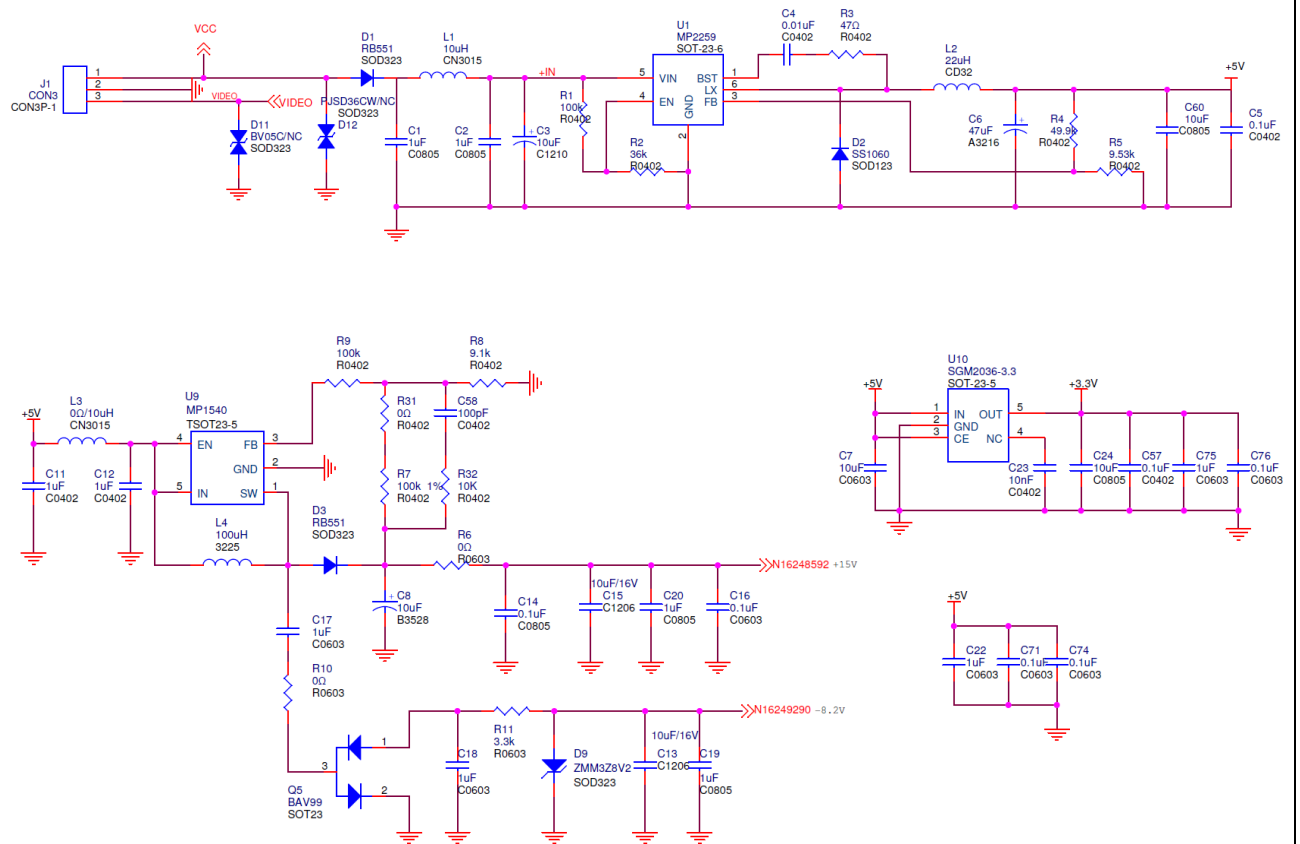 VCC
J1
CON3
CON3P-1
1
2
3
VIDEO
VIDEO
D11
BV05C/NC
SOD323
PJSD36CW/NC
SOD323
D12
D1
RB551
SOD323
L1
10uH
CN3015
C1
1uF
C0805
C2
1uF
C0805
C3
10uF
C1210
+
+IN
R1
100k
R0402
R2
36k
R0402
U1
MP2259
SOT-23-6
5
VIN
4
EN
GND
2
BST
1
LX
6
FB
3
C4
0.01uF
C0402
R3
47Ω
R0402
D2
SS1060
SOD123
L2
22uH
CD32
C6
47uF
A3216
+
R4
49.9k
R0402
R5
9.53k
R0402
C60
10uF
C0805
+5V
C5
0.1uF
C0402
+5V
L3
0Ω/10uH
CN3015
C11
1uF
C0402
C12
1uF
C0402
U9
MP1540
TSOT23-5
4
EN
5
IN
FB
3
GND
2
SW
1
L4
100uH
3225
R9
100k
R0402
R8
9.1k
R0402
R31
0Ω
R0402
C58
100pF
C0402
R7
100k 1%
R0402
R32
10K
R0402
D3
RB551
SOD323
R6
0Ω
R0603
C8
10uF
B3528
+
C14
0.1uF
C0805
10uF/16V
C15
C1206
C20
1uF
C0805
C16
0.1uF
C0603
N16248592 +15V
C17
1uF
C0603
R10
0Ω
R0603
Q5
BAV99
SOT23
3
1
2
C18
1uF
C0603
R11
3.3k
R0603
D9
ZMM3Z8V2
SOD323
10uF/16V
C13
C1206
C19
1uF
C0805
N16249290 -8.2V
+5V
C7
10uF
C0603
U10
SGM2036-3.3
SOT-23-5
1
IN
2
GND
3
CE
OUT
5
NC
4
+3.3V
C23
10nF
C0402
C24
10uF
C0805
C57
0.1uF
C0402
C75
1uF
C0603
C76
0.1uF
C0603
+5V
C22
1uF
C0603
C71
0.1uF
C0603
C74
0.1uF
C0603